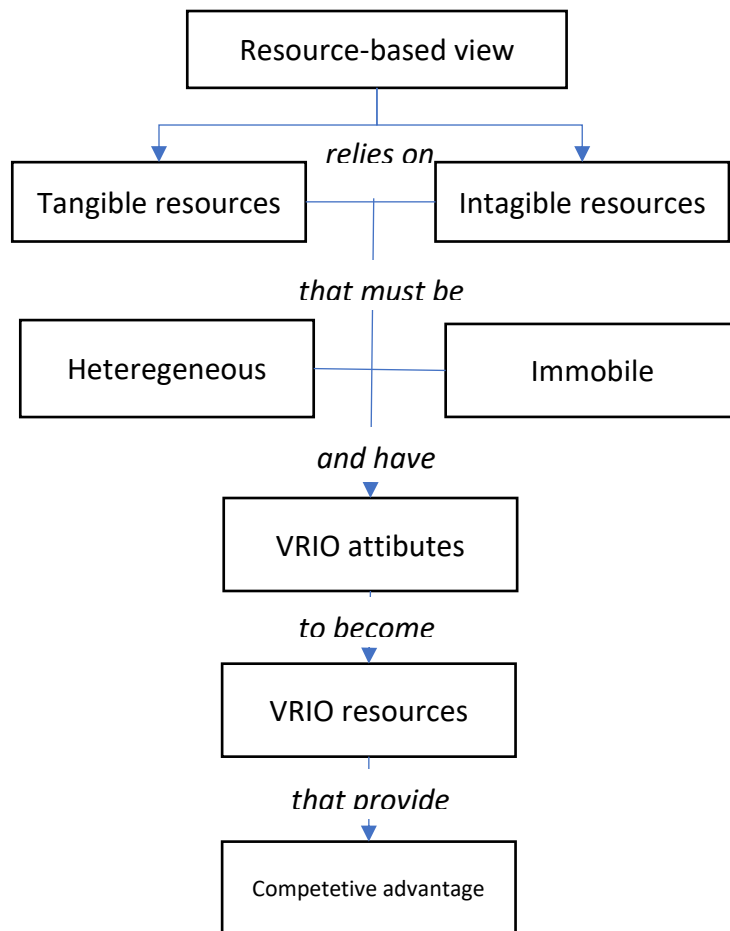 Resource-based view
relies on
Tangible resources
Intagible resources
that must be
Heteregeneous
Immobile
and have
VRIO attibutes
to become
VRIO resources
that provide
Competetive advantage